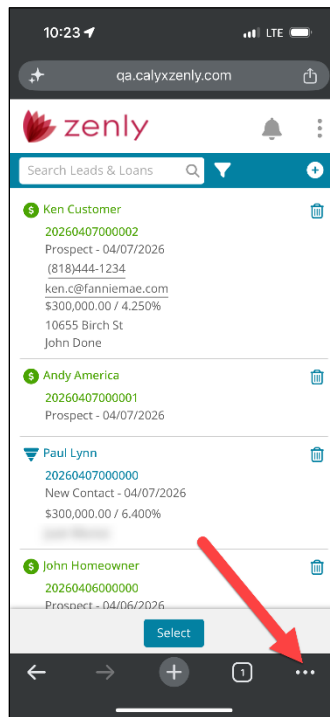 10:23
LTE
qa.calyxzenly.com
zenly
Search Leads & Loans
Ken Customer
20260407000002
Prospect - 04/07/2026
(818)444-1234
ken.c@fanniemae.com
$300,000.00 / 4.250%
10655 Birch St
John Done
Andy America
20260407000001
Prospect - 04/07/2026
Paul Lynn
20260407000000
New Contact - 04/07/2026
$300,000.00 / 6.400%
John Homeowner
20260406000000
Prospect - 04/06/2026
Select
1